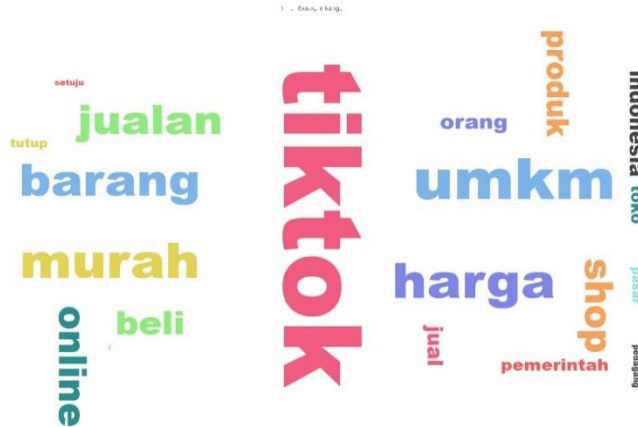 setuju
jualan
tutup
barang
murah
beli
online
tiktok
produk
orang
umkm
harga
shop
jual
pemerintah
indonesia
toko
pasar
pedagang